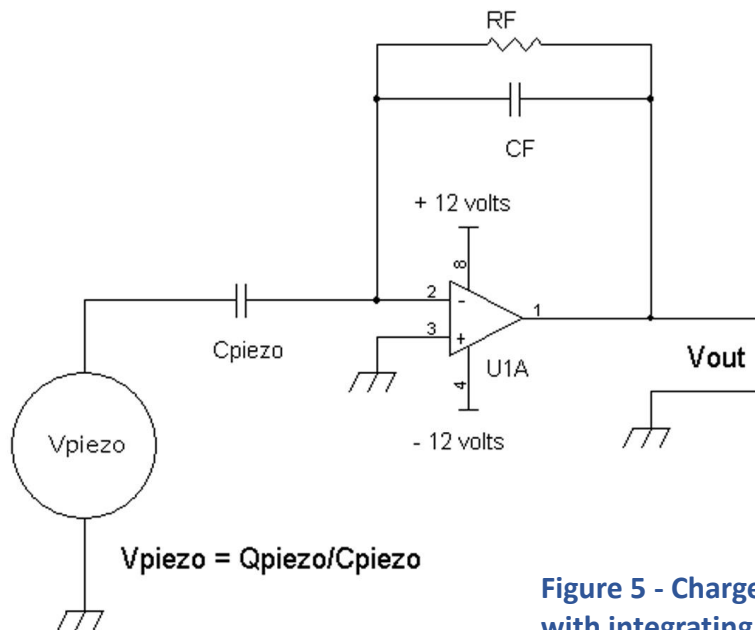 RF
CF
+ 12 volts
8
2
-
1
Cpiezo
3
+
U1A
Vout
4
Vpiezo
- 12 volts
Vpiezo = Qpiezo/Cpiezo
Figure 5 - Charge
with integrating